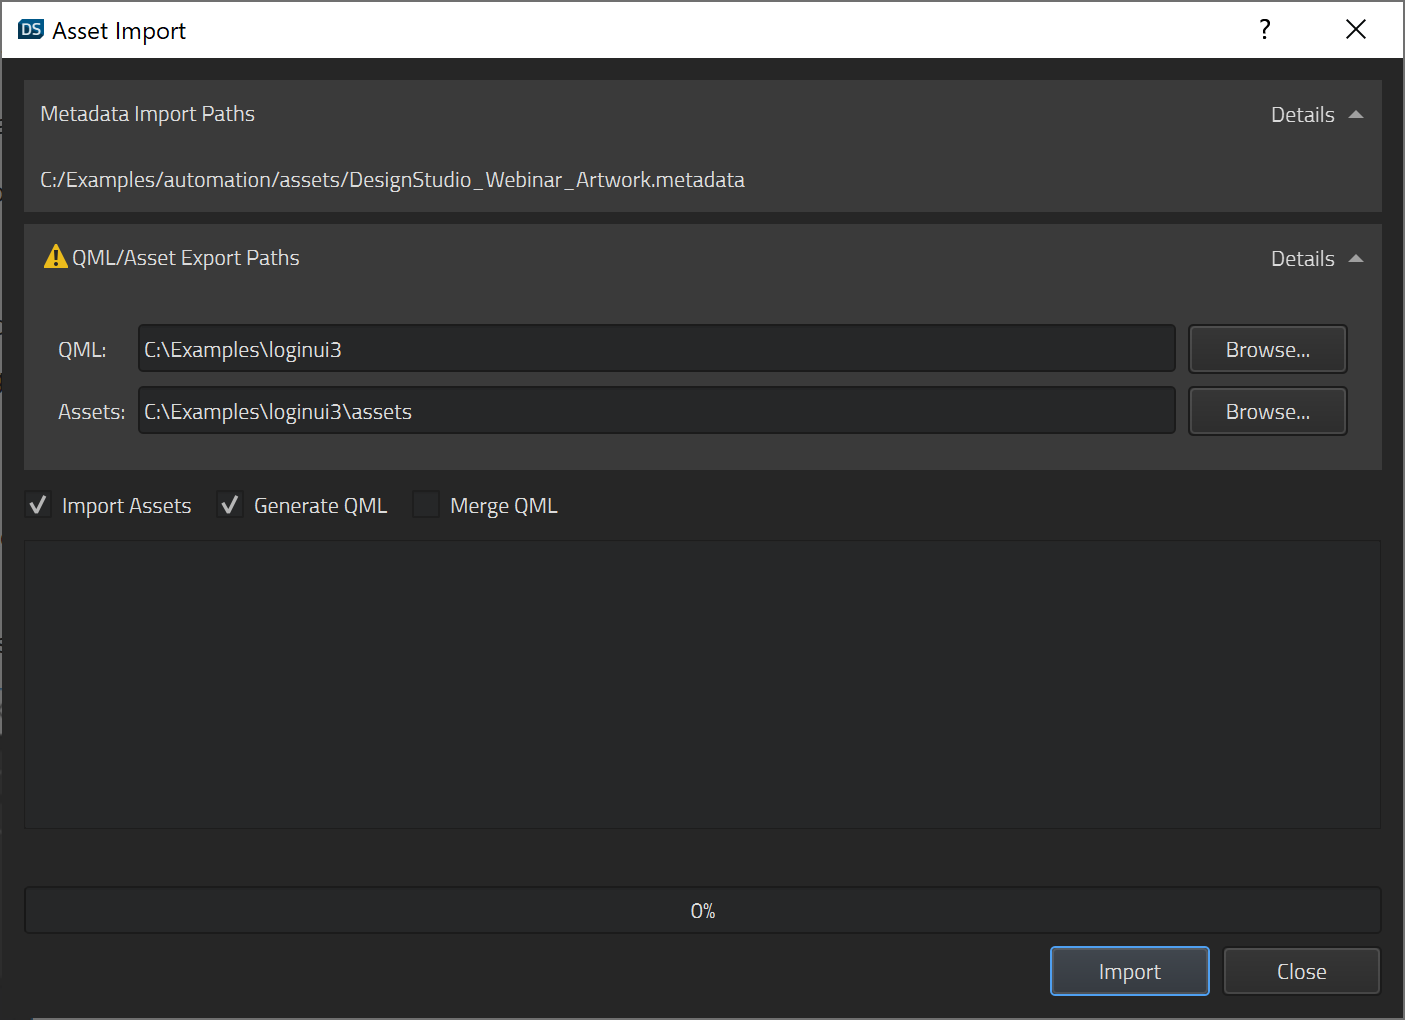 DS Asset Import ?
Metadata Import Paths Details
C:/Examples/automation/assets/DesignStudio_Webinar_Artwork.metadata
QML/Asset Export Paths Details
QML: C:\Examples\loginui3 Browse...
Assets: C:\Examples\loginui3\assets Browse...
Import Assets Generate QML Merge QML
0%
Import Close